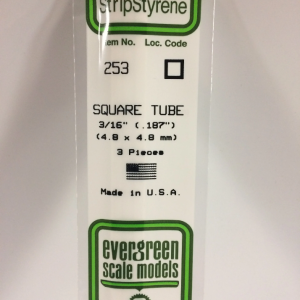 StripStyrene
Item No. Loc. Code
253
SQUARE TUBE
3/16" (.187")
(4.8 x 4.8 mm)
3 Pieces
Made in U.S.A.
evergreen
scale models